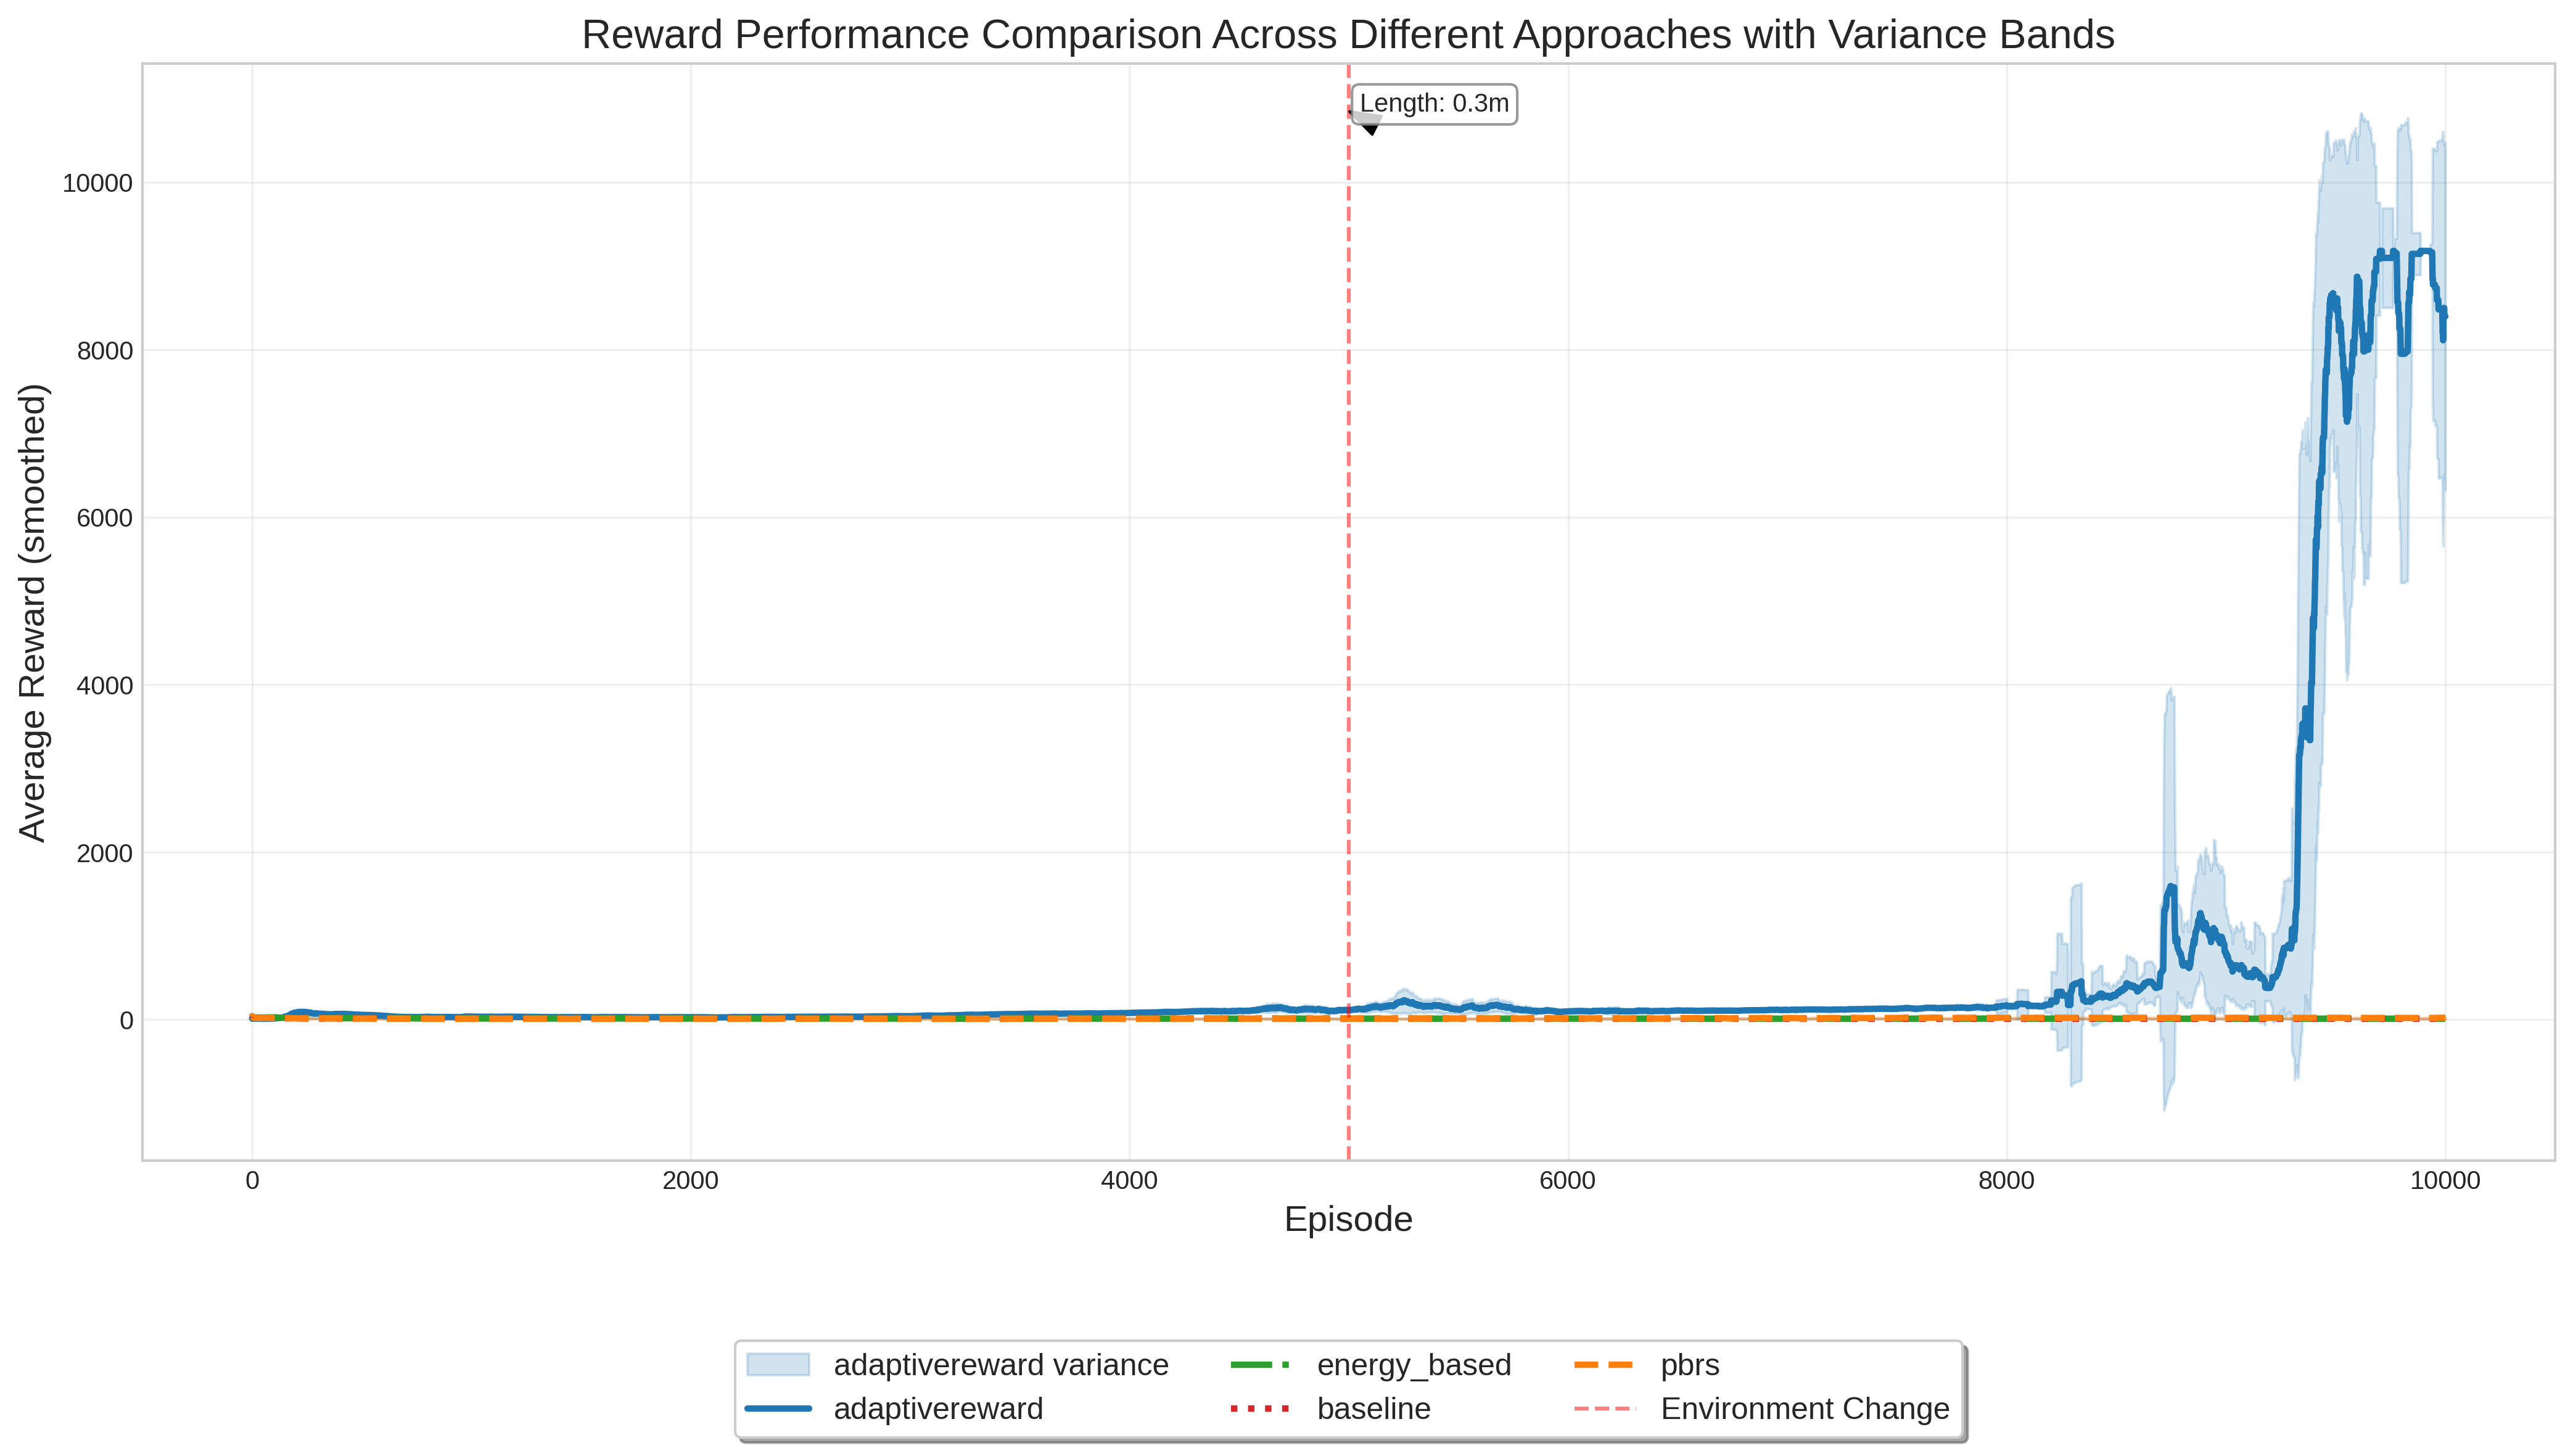 Reward Performance Comparison Across Different Approaches with Variance Bands
Length: 0.3m
Average Reward (smoothed)
10000
8000
6000
4000
2000
0
0 2000 4000 6000 8000 10000
Episode
adaptivereward variance energy_based pbrs
adaptivereward baseline Environment Change